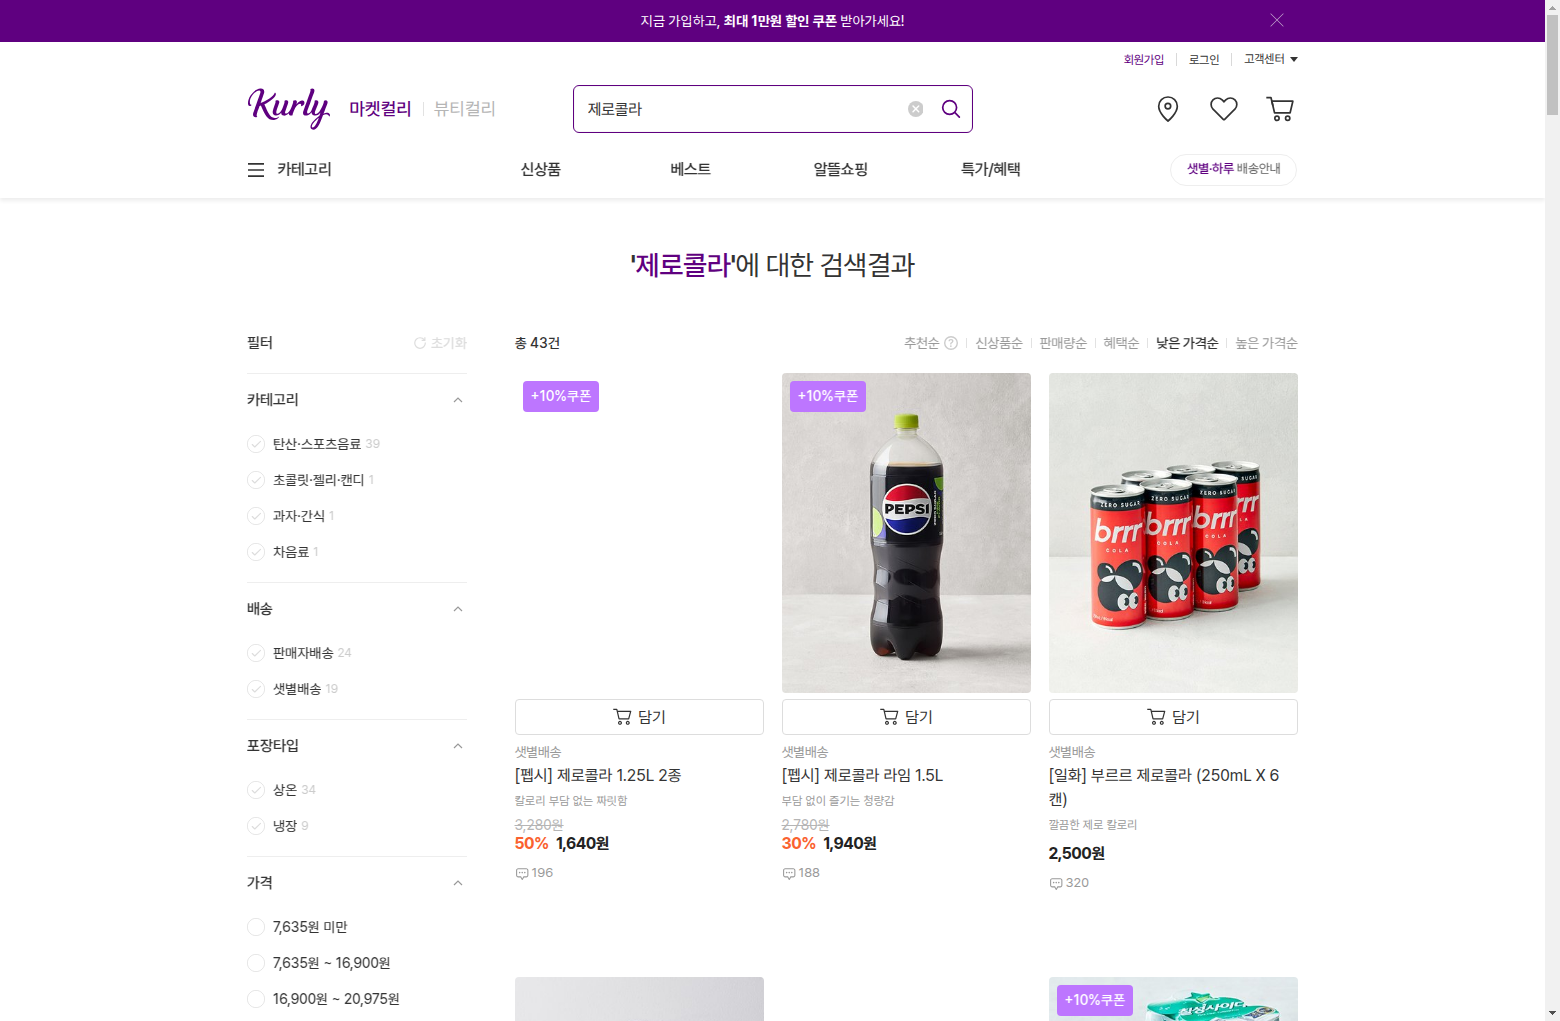 지금 가입하고, 최대 1만원 할인 쿠폰 받아가세요!
회원가입
로그인
고객센터
Kurly
마켓컬리
뷰티컬리
제로콜라
카테고리
신상품
베스트
알뜰쇼핑
특가/혜택
샛별·하루 배송안내
'제로콜라'에 대한 검색결과
필터
초기화
총 43건
추천순
?
신상품순
판매량순
혜택순
낮은 가격순
높은 가격순
카테고리
탄산·스포츠음료 39
초콜릿·젤리·캔디 1
과자·간식 1
차음료 1
배송
판매자배송 24
샛별배송 19
포장타입
상온 34
냉장 9
가격
7,635원 미만
7,635원 ~ 16,900원
16,900원 ~ 20,975원
+10%쿠폰
담기
샛별배송
[펩시] 제로콜라 1.25L 2종
칼로리 부담 없는 짜릿함
3,280원
50% 1,640원
196
+10%쿠폰
PEPSI
담기
샛별배송
[펩시] 제로콜라 라임 1.5L
부담 없이 즐기는 청량감
2,780원
30% 1,940원
188
ZERO SUGAR
ZERO SUGAR
ZERO SUGAR
brrr
brrr
brrr
rrr
COLA
COLA
COLA
담기
샛별배송
[일화] 부르르 제로콜라 (250mL X 6
캔)
깔끔한 제로 칼로리
2,500원
320
+10%쿠폰
칠성사이다